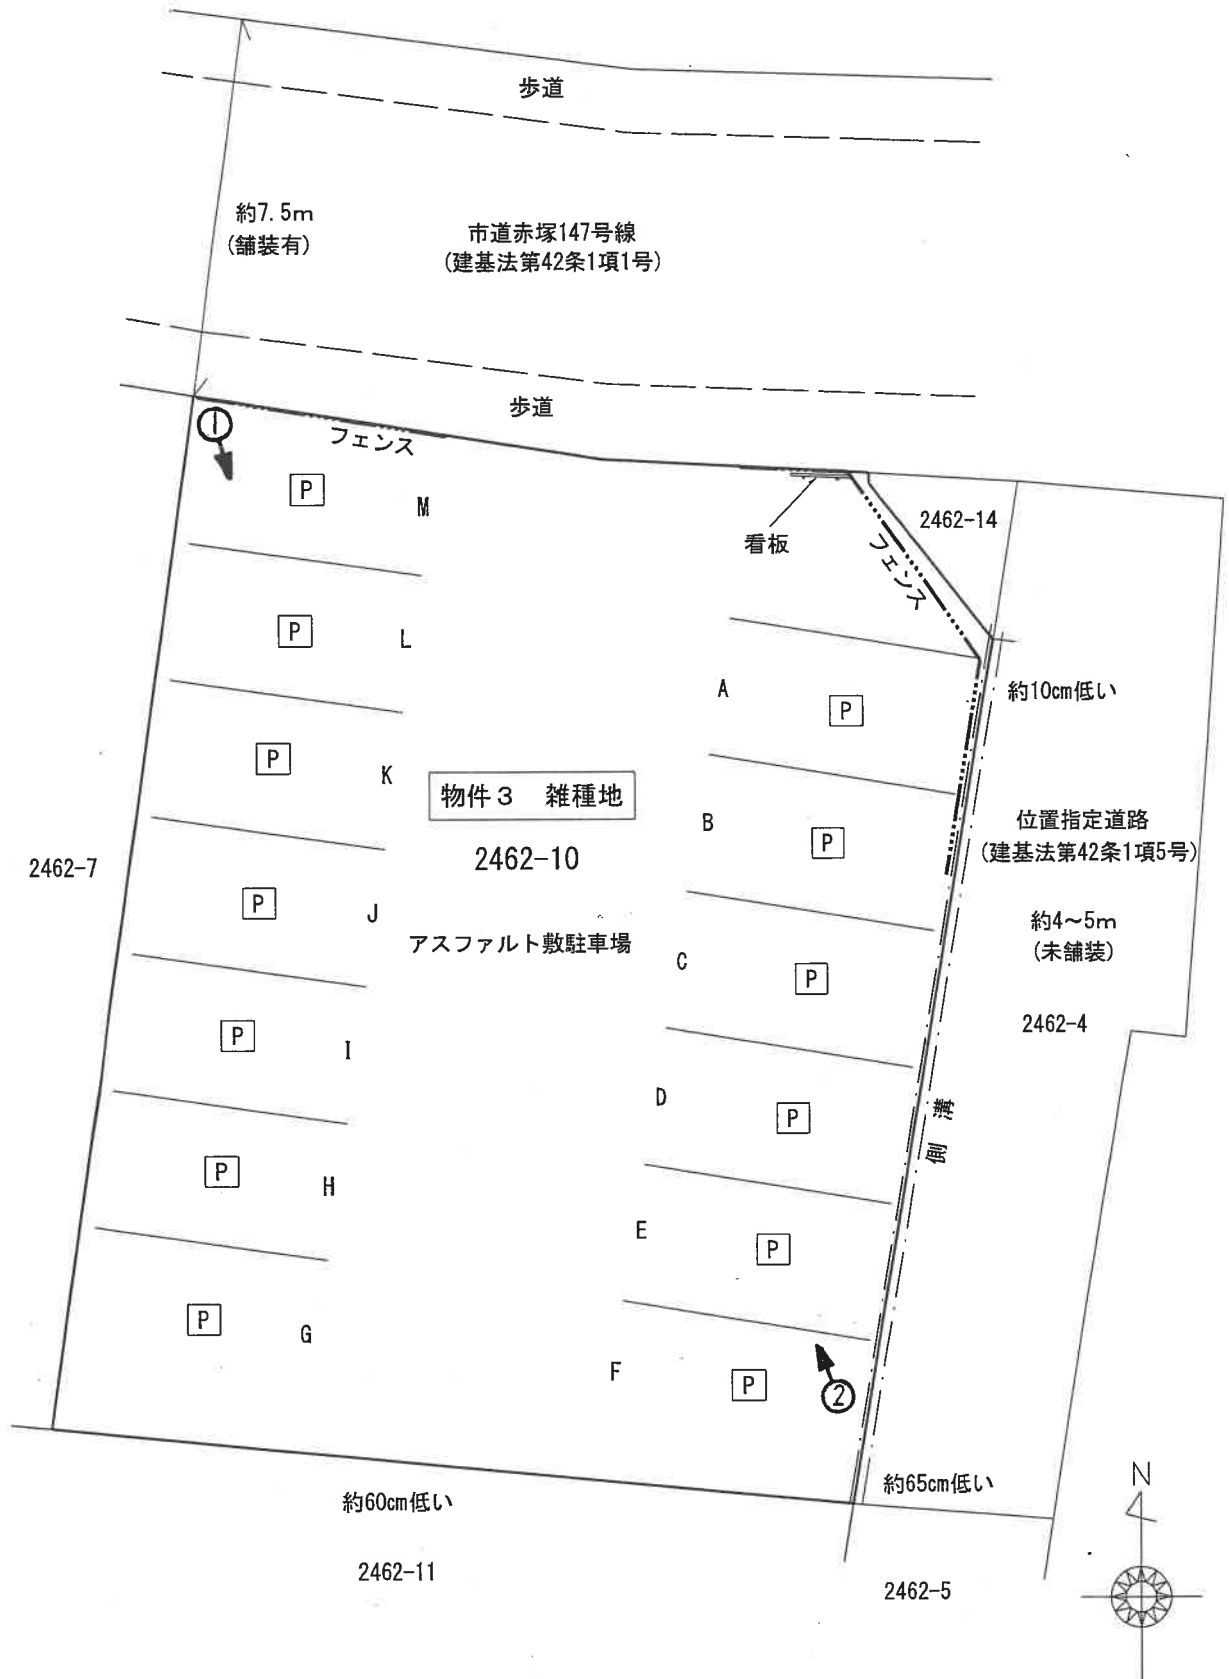 歩道
約7.5m
(舗装有)
市道赤塚147号線
(建基法第42条1項1号)
歩道
①
フェンス
P
M
看板
2462-14
フェンス
P
L
A
P
約10cm低い
P
K
物件3 雑種地
2462-10
アスファルト敷駐車場
B
P
位置指定道路
(建基法第42条1項5号)
約4~5m
(未舗装)
2462-4
2462-7
P
J
C
P
P
I
D
P
側溝
P
H
E
P
P
G
F
P
②
約60cm低い
2462-11
約65cm低い
2462-5
N